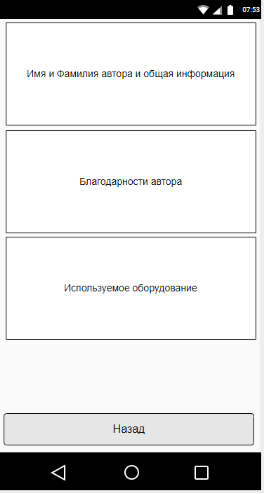 07:53
Имя и Фамилия автора и общая информация
Благодарности автора
Используемое оборудование
Назад